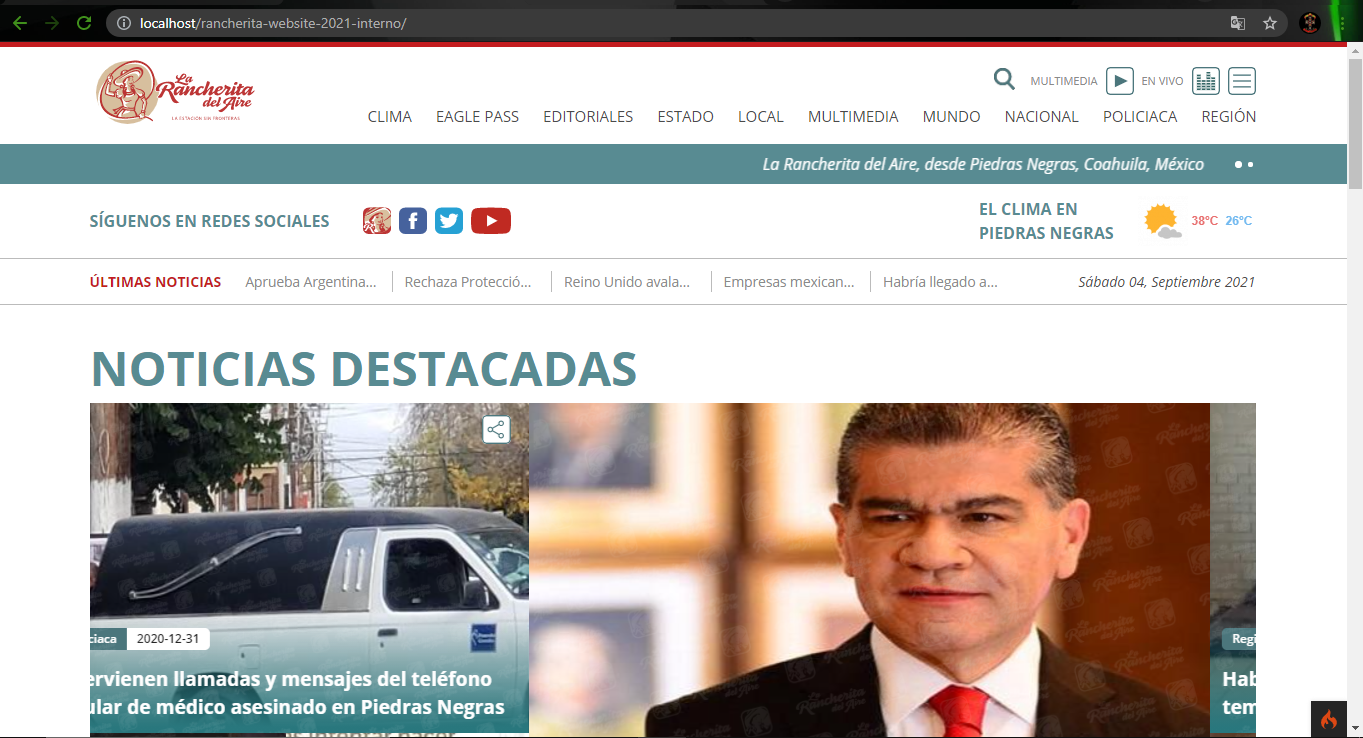 localhost/rancherita-website-2021-interno/
La
Rancherita
del Aire
LA ESTACIÓN SIN FRONTERAS
MULTIMEDIA EN VIVO
CLIMA EAGLE PASS EDITORIALES ESTADO LOCAL MULTIMEDIA MUNDO NACIONAL POLICIACA REGIÓN
La Rancherita del Aire, desde Piedras Negras, Coahuila, México
SÍGUENOS EN REDES SOCIALES
EL CLIMA EN
PIEDRAS NEGRAS
38ºC 26ºC
ÚLTIMAS NOTICIAS Aprueba Argentina... Rechaza Protecció... Reino Unido avala... Empresas mexican... Habría llegado a... Sábado 04, Septiembre 2021
NOTICIAS DESTACADAS
ciaca 2020-12-31
ervienen llamadas y mensajes del teléfono
ular de médico asesinado en Piedras Negras
Regi
Hab
tem